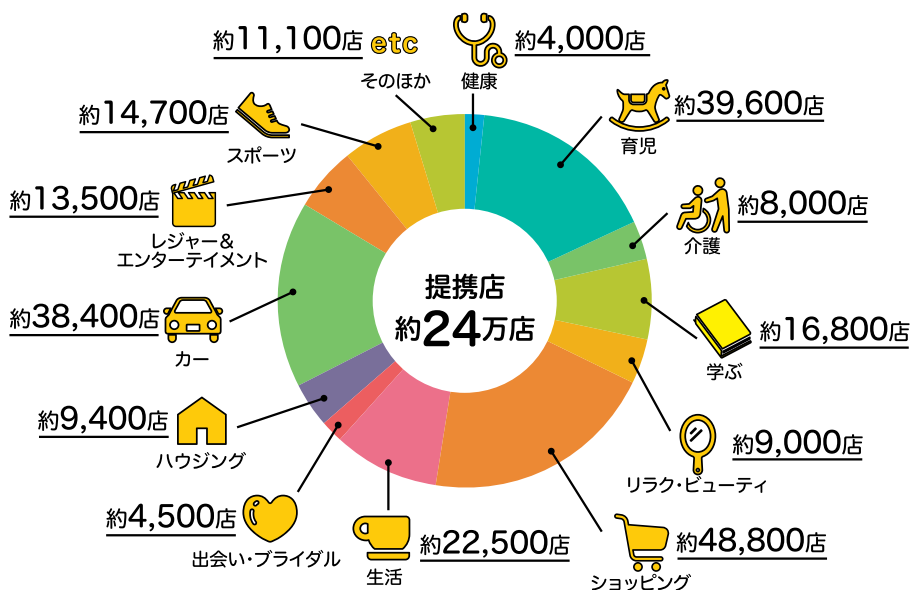 約11,100店
etc
そのほか
約4,000店
健康
約39,600店
育児
約8,000店
介護
約16,800店
学ぶ
約9,000店
リラク・ビューティ
約48,800店
ショッピング
約22,500店
生活
約4,500店
出会い・ブライダル
約9,400店
ハウジング
約38,400店
カー
約13,500店
レジャー&
エンターテイメント
約14,700店
スポーツ
提携店
約24万店